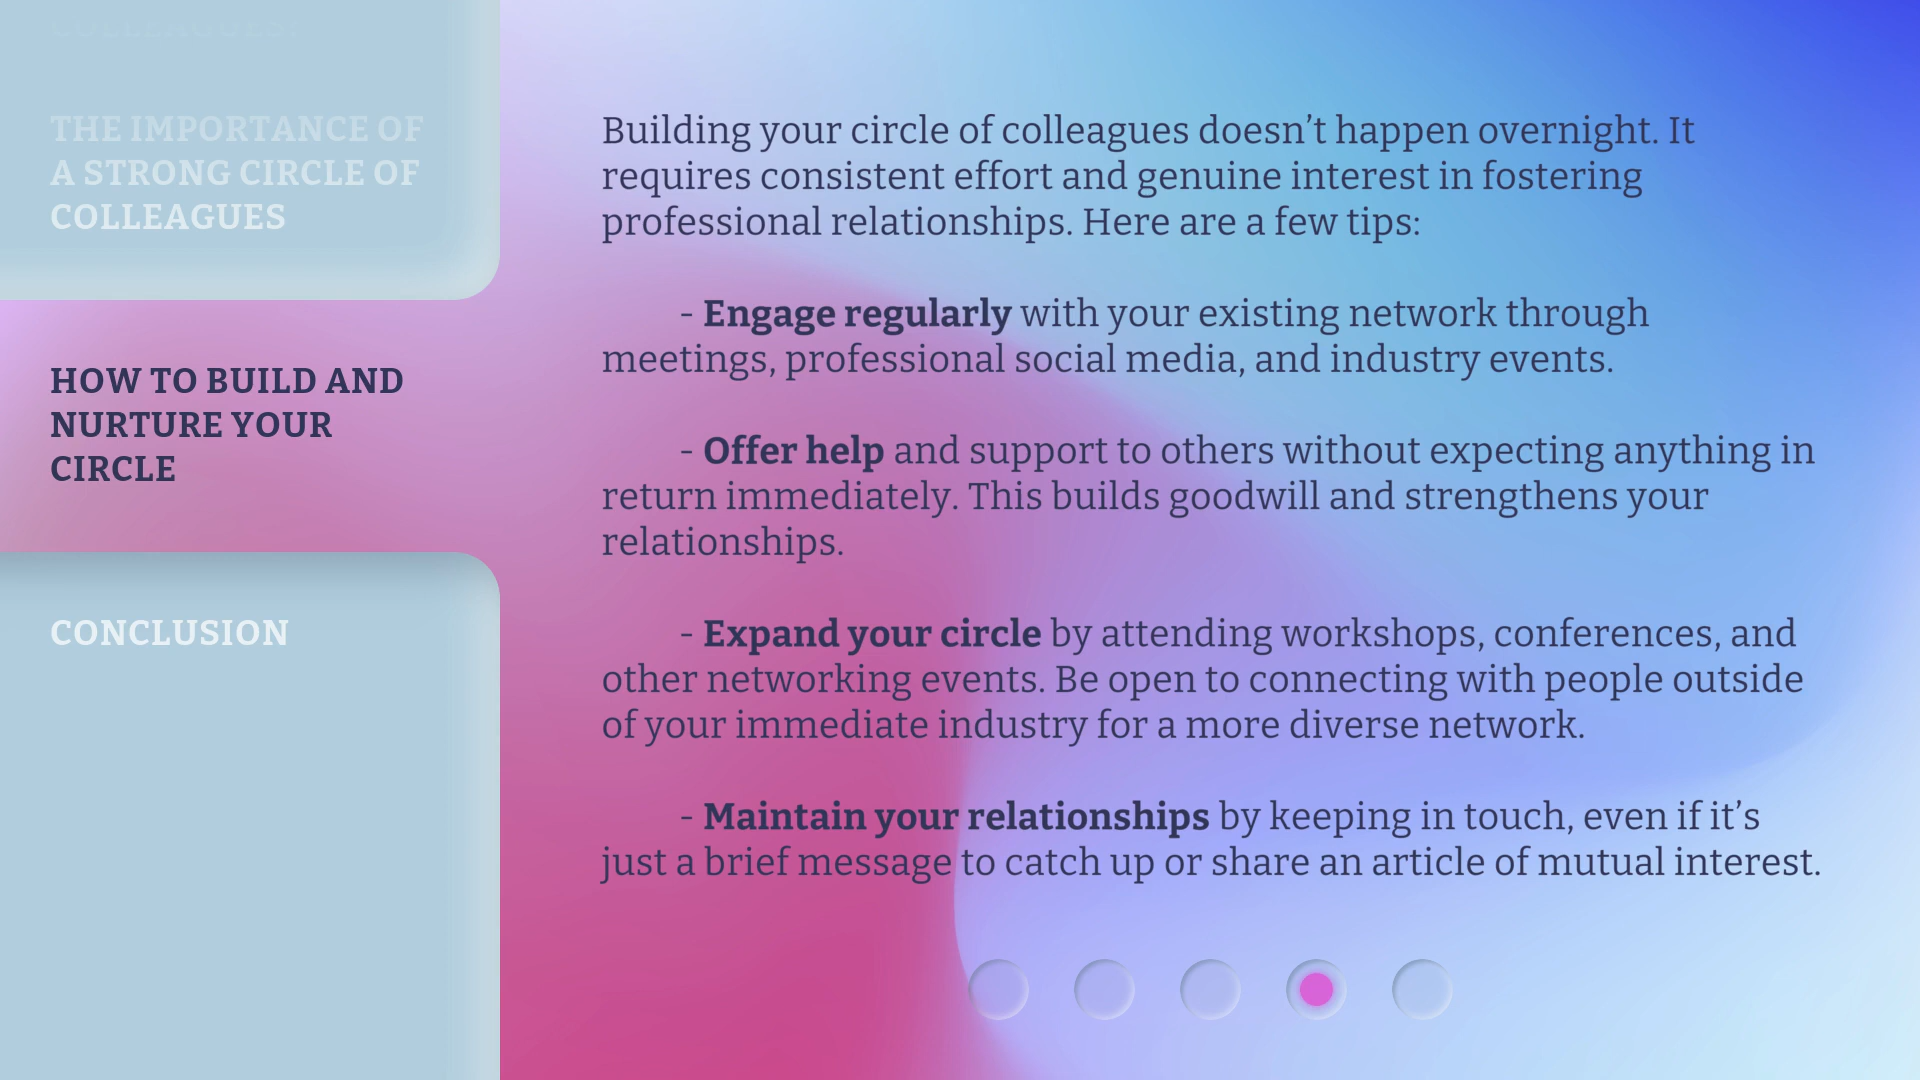 THE IMPORTANCE OF
A STRONG CIRCLE OF
COLLEAGUES
HOW TO BUILD AND
NURTURE YOUR
CIRCLE
CONCLUSION
Building your circle of colleagues doesn’t happen overnight. It
requires consistent effort and genuine interest in fostering
professional relationships. Here are a few tips:
- Engage regularly with your existing network through
meetings, professional social media, and industry events.
- Offer help and support to others without expecting anything in
return immediately. This builds goodwill and strengthens your
relationships.
- Expand your circle by attending workshops, conferences, and
other networking events. Be open to connecting with people outside
of your immediate industry for a more diverse network.
- Maintain your relationships by keeping in touch, even if it’s
just a brief message to catch up or share an article of mutual interest.